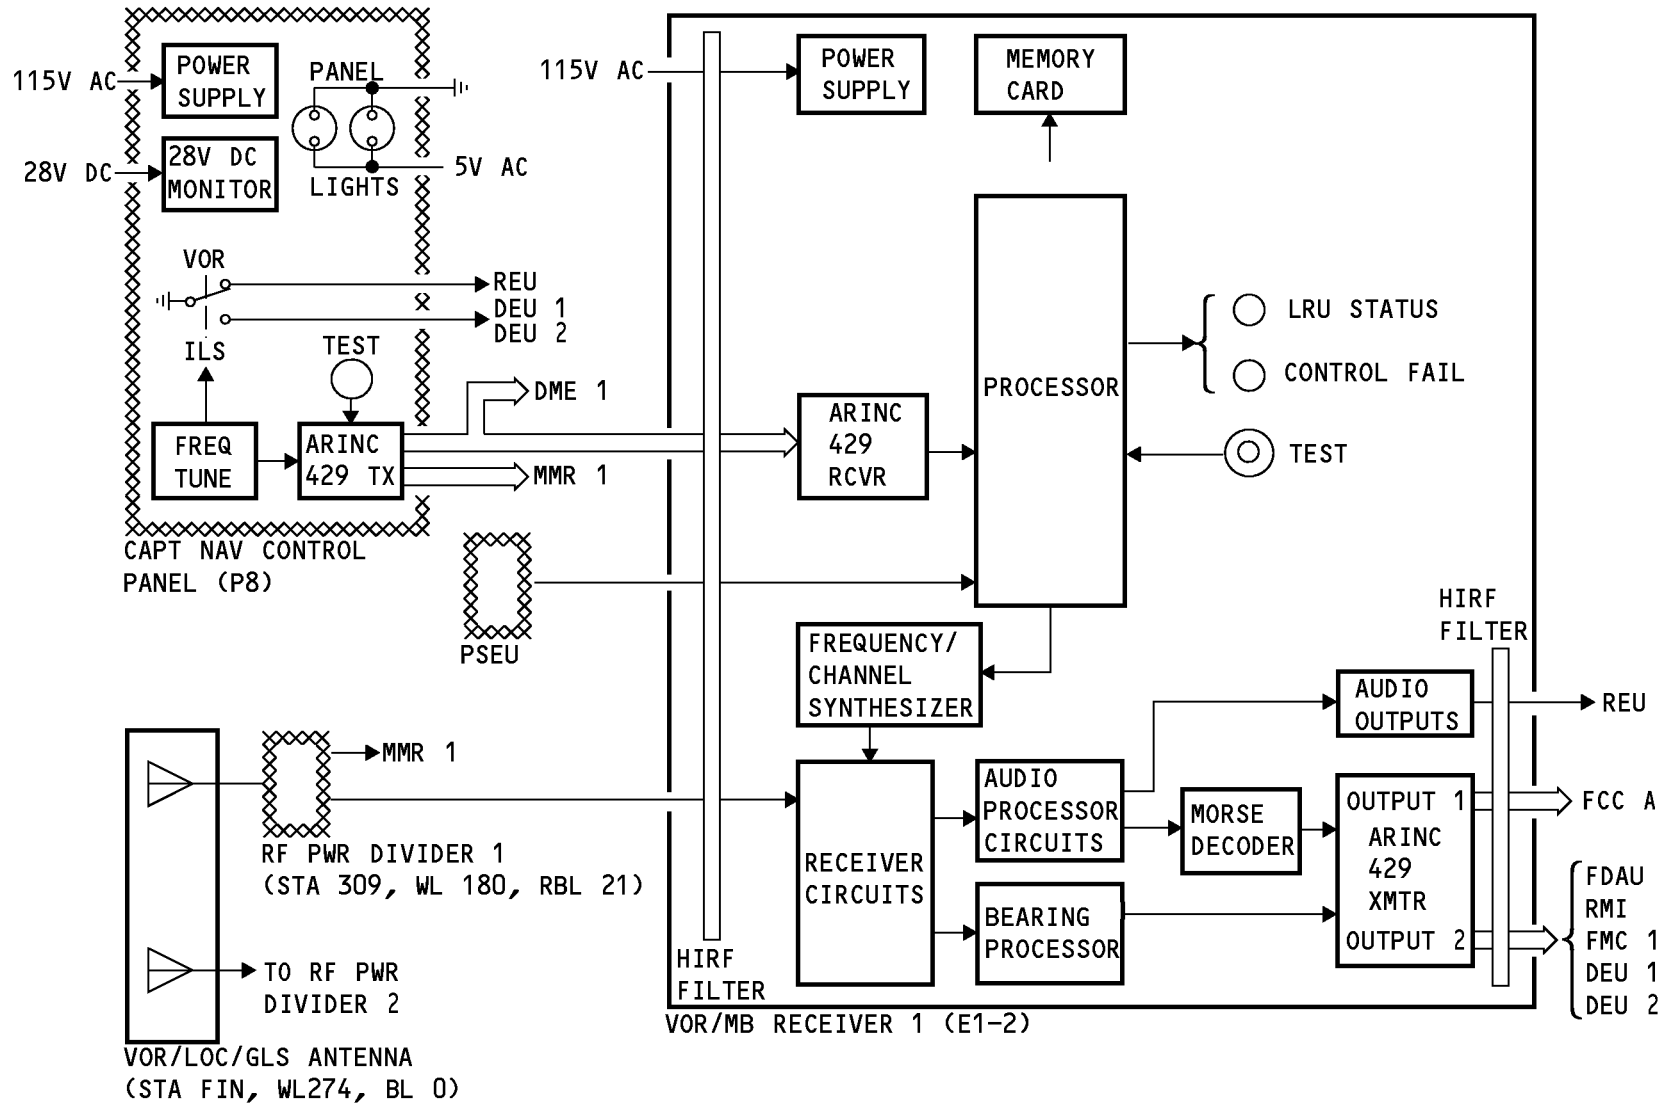 115V AC
POWER
SUPPLY
PANEL
28V DC
28V DC
MONITOR
LIGHTS
5V AC
VOR
REU
DEU 1
DEU 2
ILS
TEST
DME 1
FREQ
TUNE
ARINC
429 TX
MMR 1
CAPT NAV CONTROL
PANEL (P8)
PSEU
MMR 1
RF PWR DIVIDER 1
(STA 309, WL 180, RBL 21)
TO RF PWR
DIVIDER 2
VOR/LOC/GLS ANTENNA
(STA FIN, WL274, BL 0)
115V AC
POWER
SUPPLY
MEMORY
CARD
PROCESSOR
LRU STATUS
CONTROL FAIL
TEST
ARINC
429
RCVR
FREQUENCY/
CHANNEL
SYNTHESIZER
HIRF
FILTER
AUDIO
OUTPUTS
REU
RECEIVER
CIRCUITS
AUDIO
PROCESSOR
CIRCUITS
MORSE
DECODER
OUTPUT 1
ARINC
429
XMTR
OUTPUT 2
FCC A
BEARING
PROCESSOR
FDAU
RMI
FMC 1
DEU 1
DEU 2
HIRF
FILTER
VOR/MB RECEIVER 1 (E1-2)